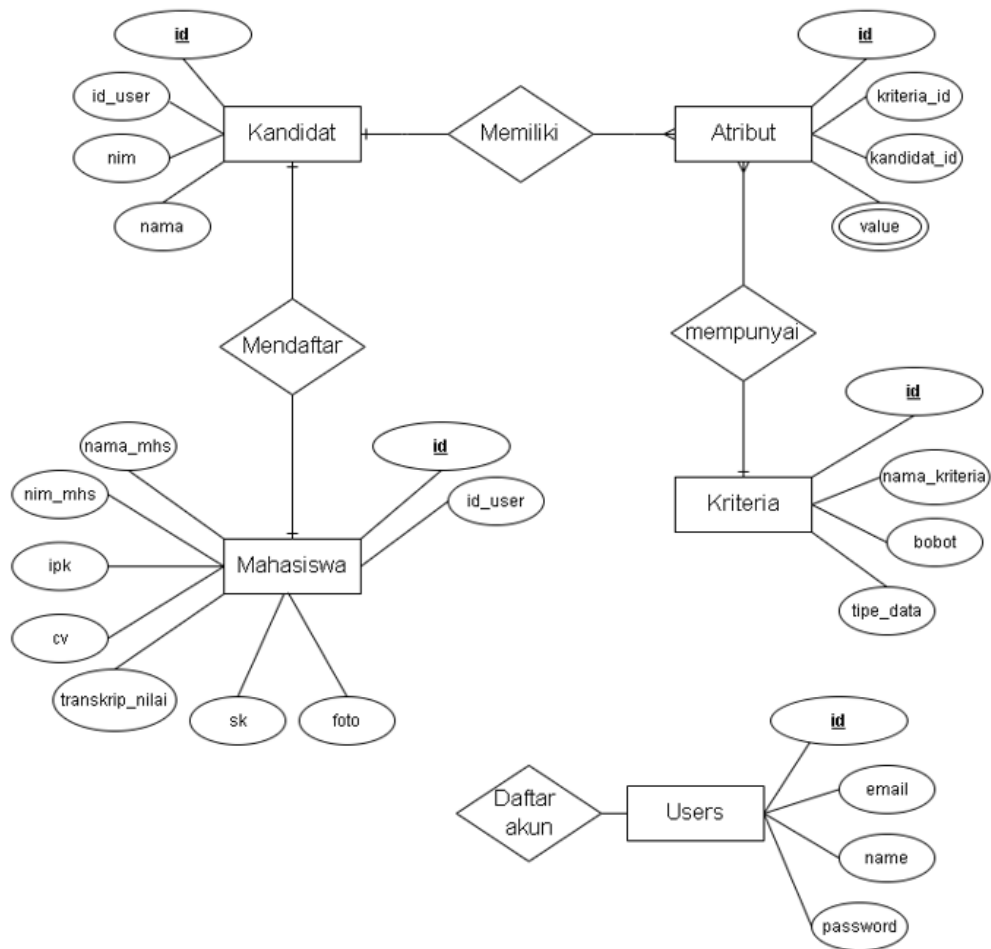 id
id_user
nim
nama
Kandidat
Memiliki
Atribut
id
kriteria_id
kandidat_id
value
Mendaftar
mempunyai
nama_mhs
nim_mhs
ipk
cv
transkrip_nilai
sk
foto
Mahasiswa
id
id_user
Kriteria
id
nama_kriteria
bobot
tipe_data
Daftar
akun
Users
id
email
name
password